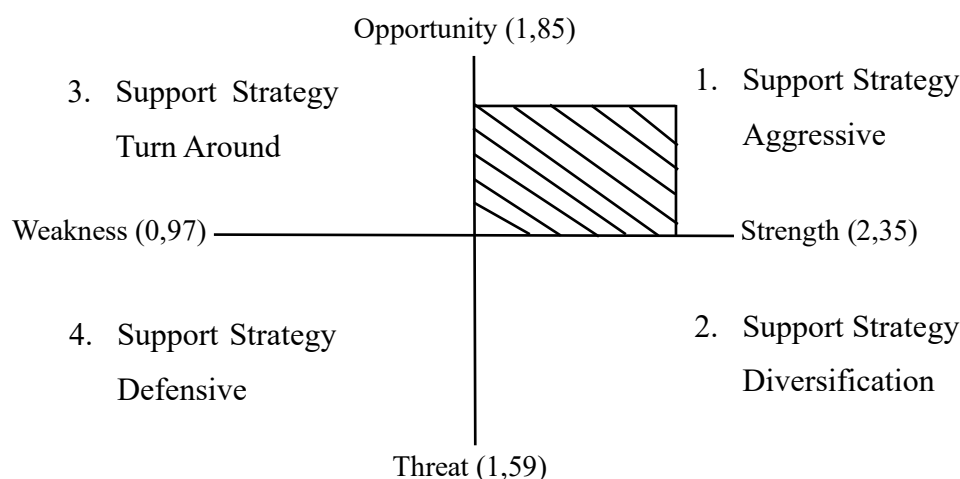 Opportunity (1,85)
3. Support Strategy
Turn Around
1. Support Strategy
Aggressive
Weakness (0,97)
Strength (2,35)
4. Support Strategy
Defensive
2. Support Strategy
Diversification
Threat (1,59)